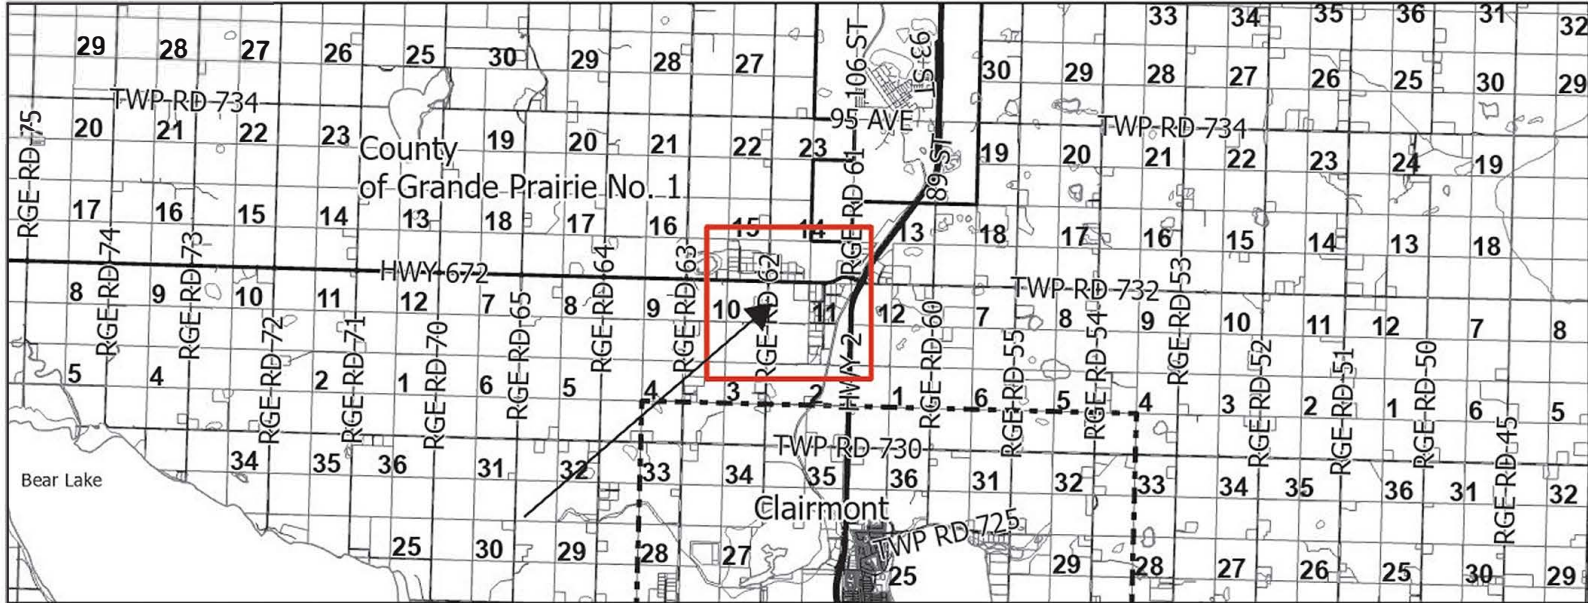 33 34 35 36 31 32
29 28 27 26 25 30 29 28 27
106 ST
93 ST
30 29 28 27 26 25 30 29
TWP RD 734
95 AVE
TWP RD 734
RGE RD 75
20 21 22 23 19 20 21 22 23
19 20 21 22 23 24 19
County
of Grande Prairie No. 1
RGE RD 61
89 ST
17 16 15 14 13 18 17 16 15 14 13 18 17 16 15 14 13 18
RGE RD 74
RGE RD 73
HWY 672
RGE RD 64
RGE RD 63
RGE RD 62
TWP RD 732
RGE RD 53
8 9 10 11 12 7 8 9 10 11 12 7 8 9 10 11 12 7 8
RGE RD 72
RGE RD 71
RGE RD 70
RGE RD 65
HWY 2
RGE RD 60
RGE RD 55
RGE RD 54
RGE RD 52
RGE RD 51
RGE RD 50
5 4 2 1 6 5 4 3 2 1 6 5 4 3 2 1 6 5
RGE RD 45
TWP RD 730
34 35 36 31 32 33 34 35 36 31 32 33 34 35 36 31 32
Bear Lake
Clairmont
TWP RD 725
25 30 29 28 27 25 29 28 27 26 25 30 29